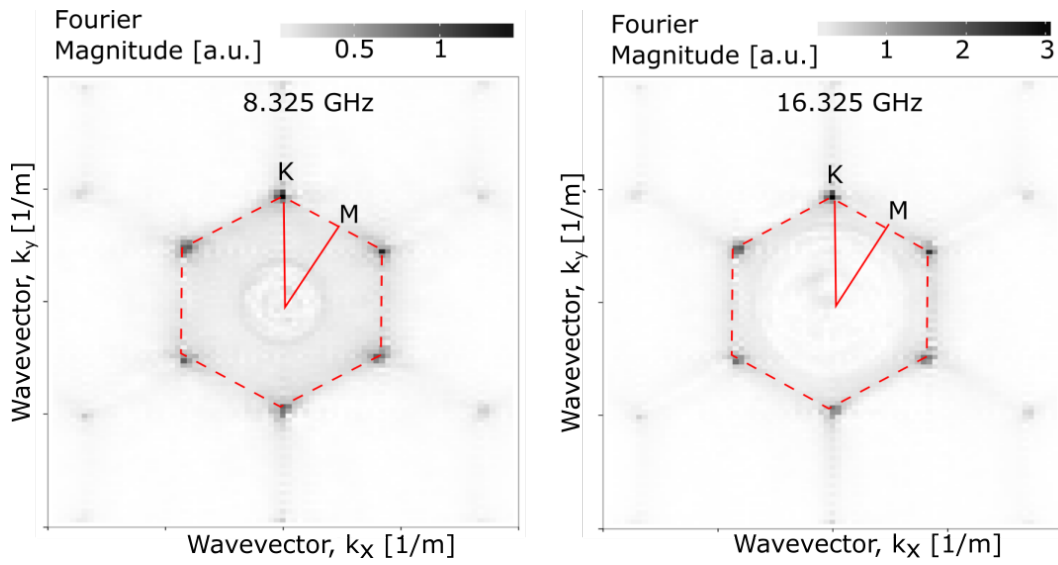 Fourier
Magnitude [a.u.]
0.5
1
8.325 GHz
K
M
Wavevector, ky [1/m]
Wavevector, kX [1/m]
Fourier
Magnitude [a.u.]
1
2
3
16.325 GHz
K
M
Wavevector, ky [1/m]
Wavevector, kX [1/m]